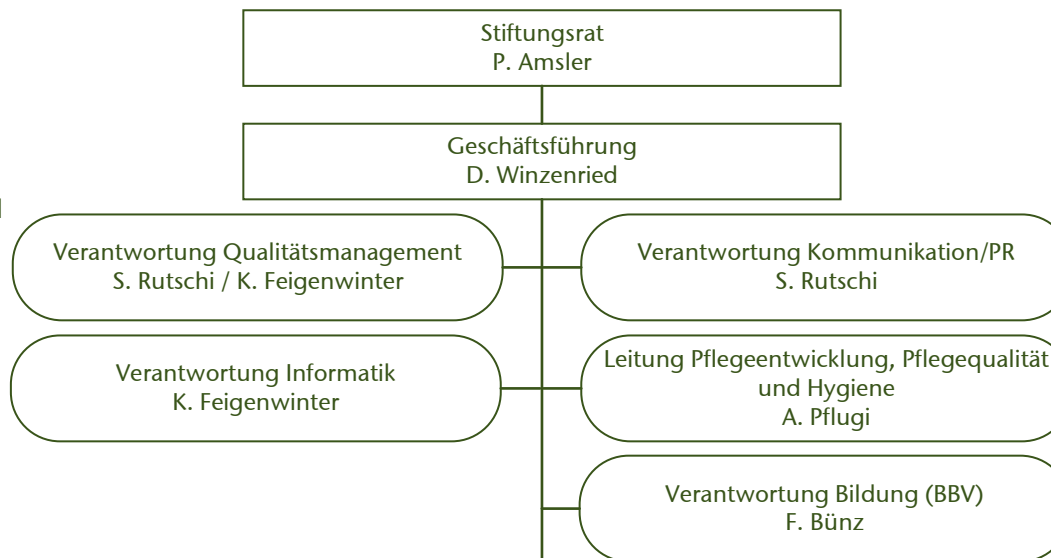 Stiftungsrat
P. Amsler
Geschäftsführung
D. Winzenried
Verantwortung Qualitätsmanagement
S. Rutschi / K. Feigenwinter
Verantwortung Kommunikation/PR
S. Rutschi
Verantwortung Informatik
K. Feigenwinter
Leitung Pflegeentwicklung, Pflegequalität
und Hygiene
A. Pflugi
Verantwortung Bildung (BBV)
F. Bünz